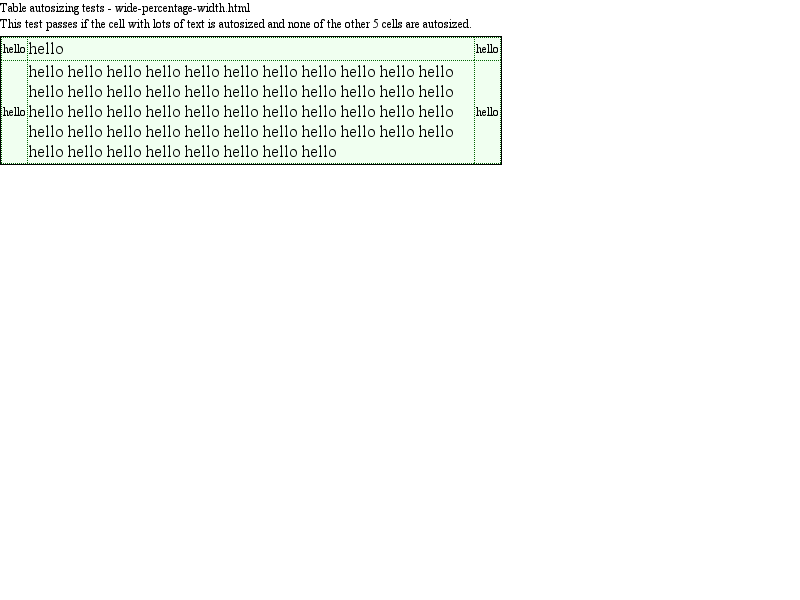 Table autosizing tests - wide-percentage-width.html
This test passes if the cell with lots of text is autosized and none of the other 5 cells are autosized.
hello hello hello
hello hello hello hello hello hello hello hello hello hello hello
hello hello hello hello hello hello hello hello hello hello hello
hello hello hello hello hello hello hello hello hello hello hello hello hello
hello hello hello hello hello hello hello hello hello hello hello
hello hello hello hello hello hello hello hello